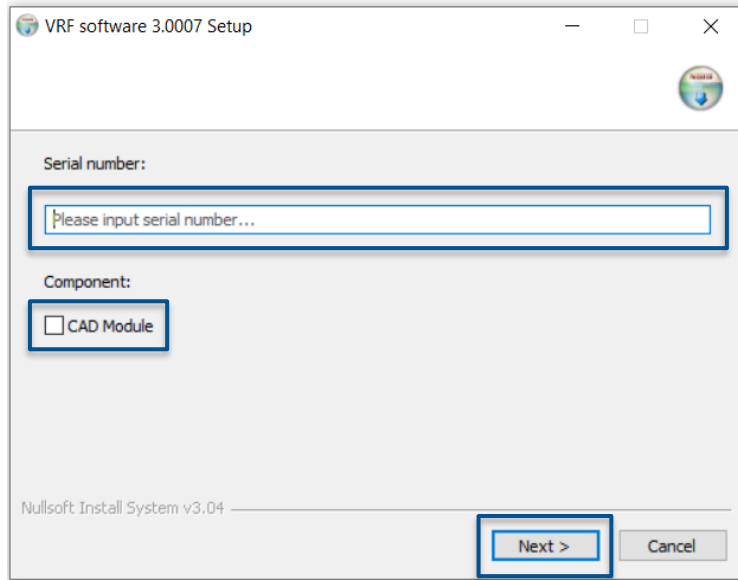 VRF software 3.0007 Setup
Serial number:
Please input serial number...
Component:
CAD Module
Nullsoft Install System v3.04
Next >
Cancel